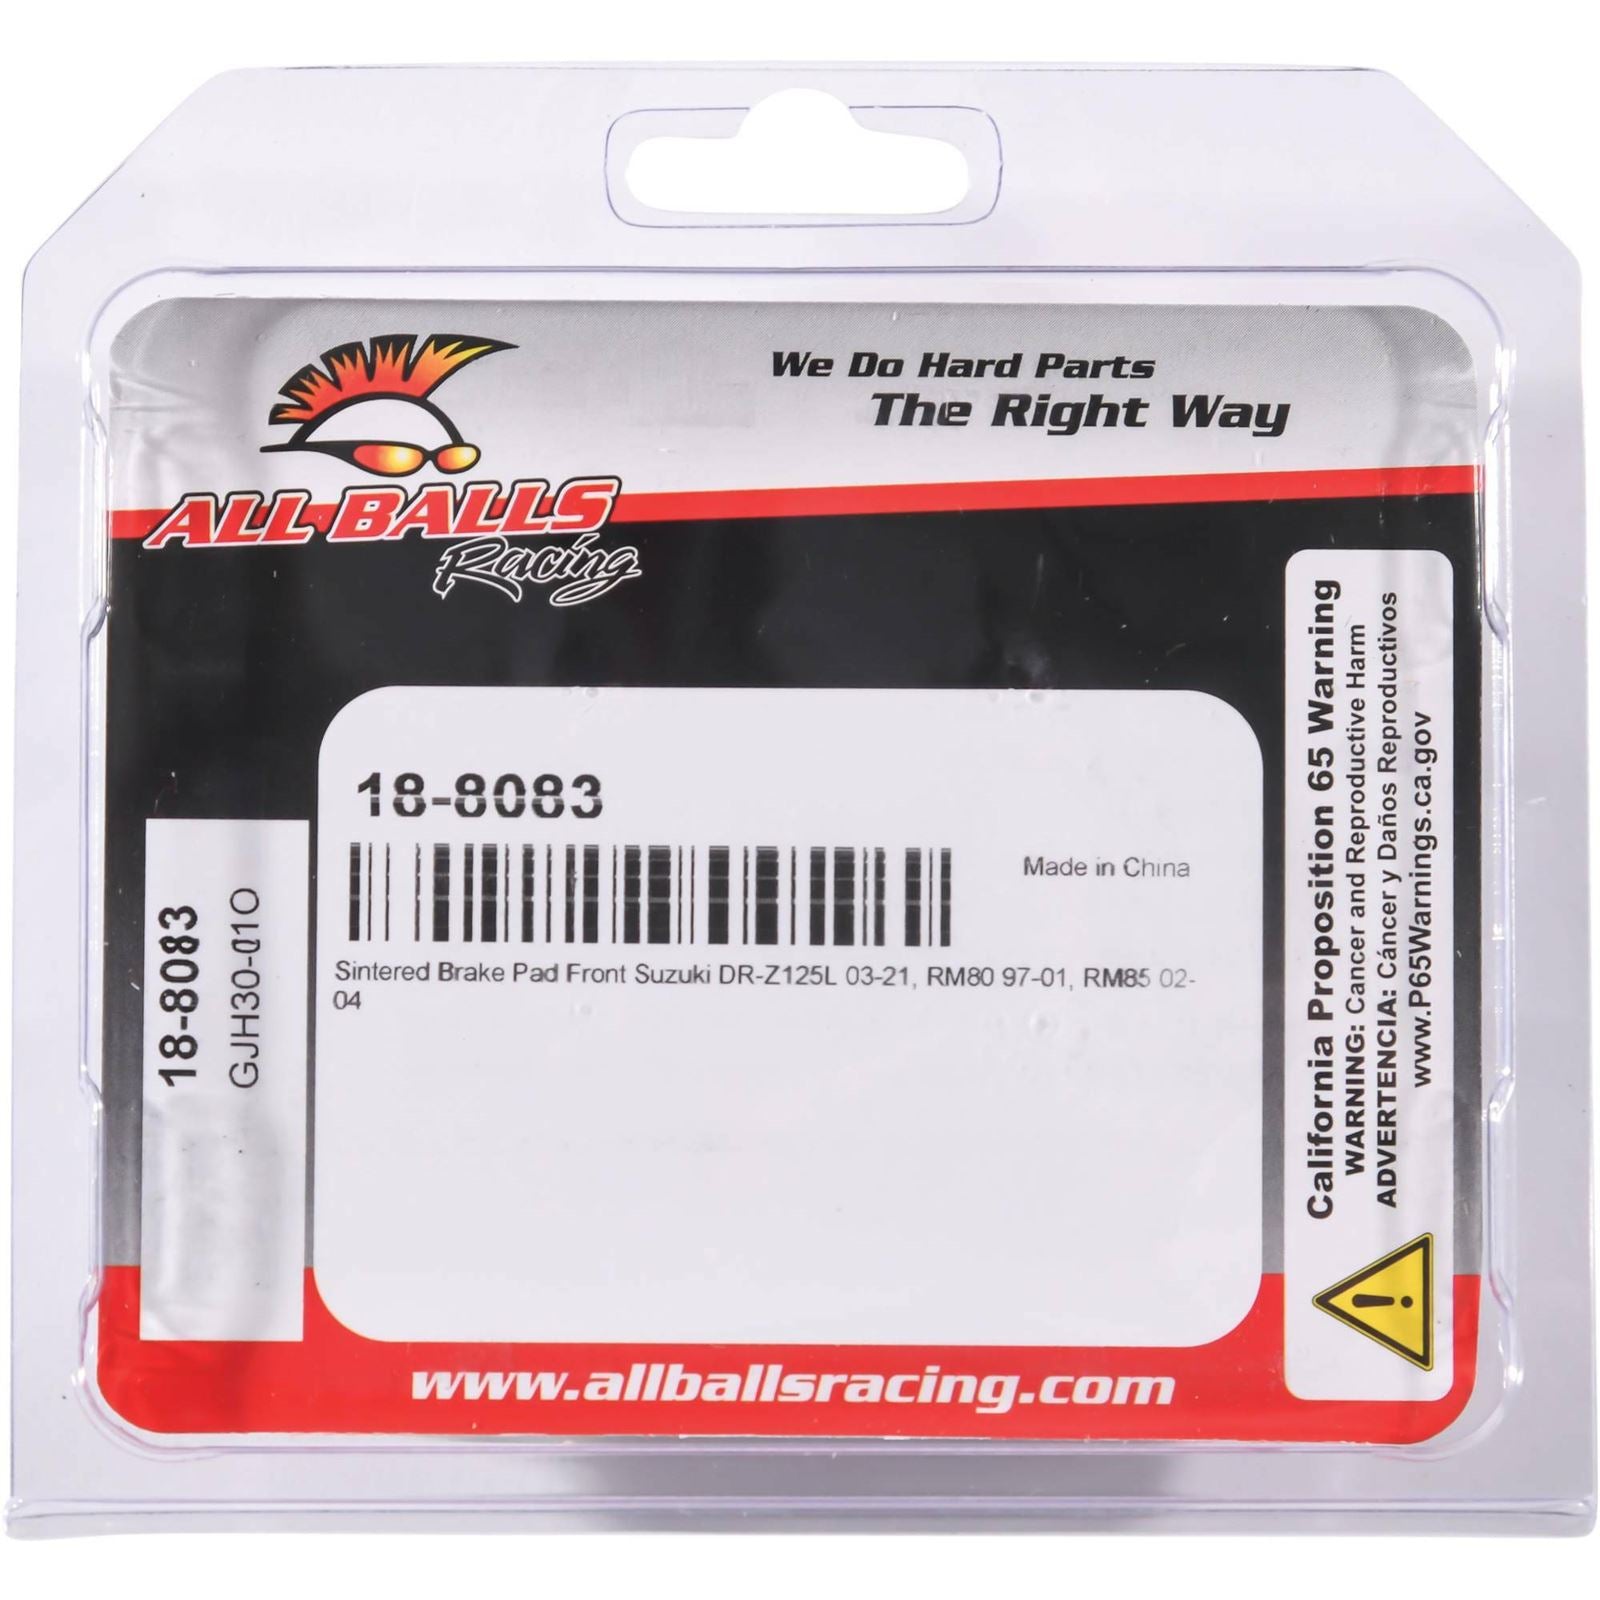 We Do Hard Parts
The Right Way
ALL BALLS
Racing
18-8083
Made in China
Sintered Brake Pad Front Suzuki DR-Z125L 03-21, RM80 97-01, RM85 02-
04
18-8083
GJH30-01O
California Proposition 65 Warning
WARNING: Cancer and Reproductive Harm
ADVERTENCIA: Cáncer y Daños Reproductivos
www.P65Warnings.ca.gov
www.allballsracing.com